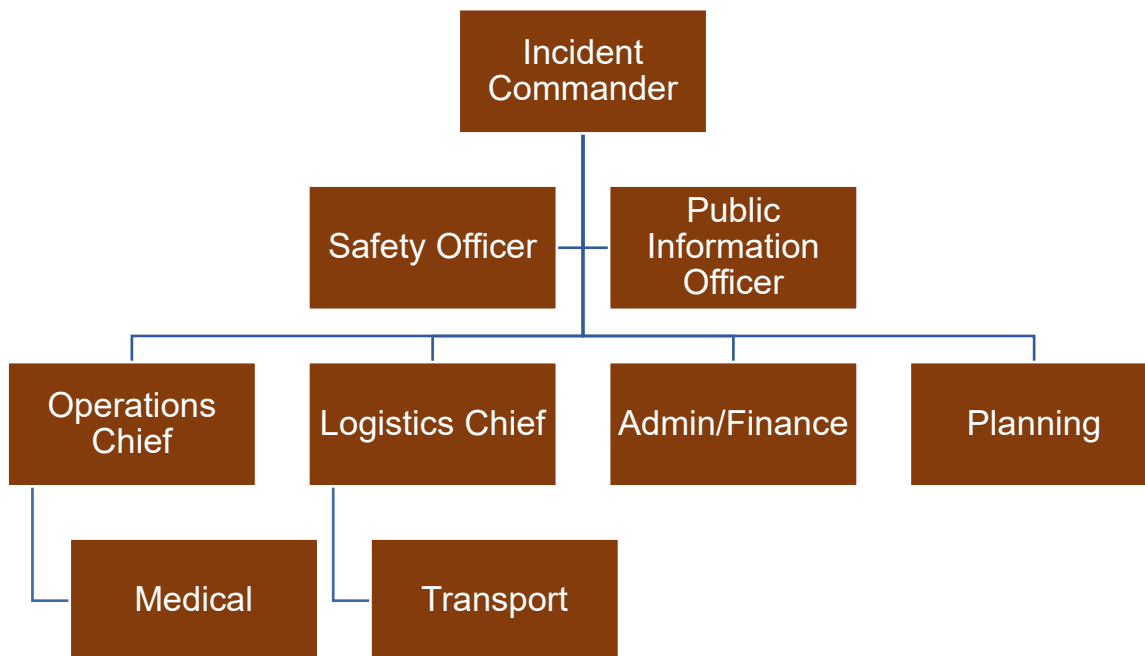 Incident
Commander
Safety Officer
Public
Information
Officer
Operations
Chief
Logistics Chief
Admin/Finance
Planning
Medical
Transport